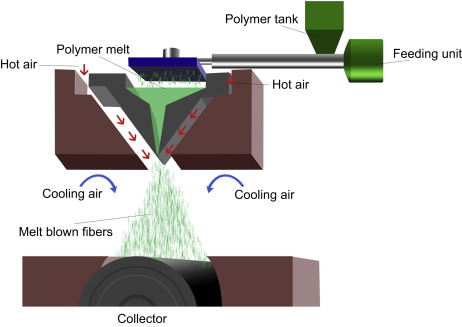 Polymer tank
Polymer melt
Feeding unit
Hot air
Hot air
Cooling air
Cooling air
Melt blown fibers
Collector